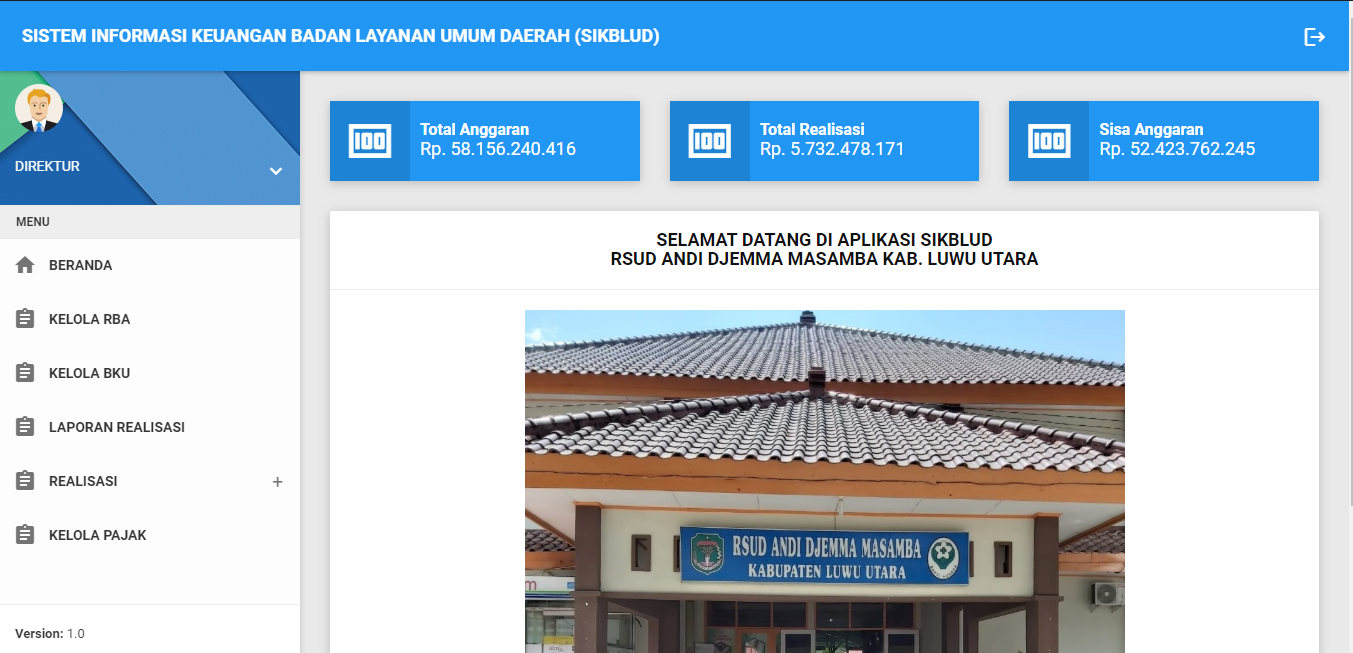 SISTEM INFORMASI KEUANGAN BADAN LAYANAN UMUM DAERAH (SIKBLUD)
DIREKTUR
MENU
BERANDA
KELOLA RBA
KELOLA BKU
LAPORAN REALISASI
REALISASI
KELOLA PAJAK
Version: 1.0
100
Total Anggaran
Rp. 58.156.240.416
100
Total Realisasi
Rp. 5.732.478.171
100
Sisa Anggaran
Rp. 52.423.762.245
SELAMAT DATANG DI APLIKASI SIKBLUD
RSUD ANDI DJEMMA MASAMBA KAB. LUWU UTARA
RSUD ANDI DJEMMA MASAMBA
KABUPATEN LUWU UTARA